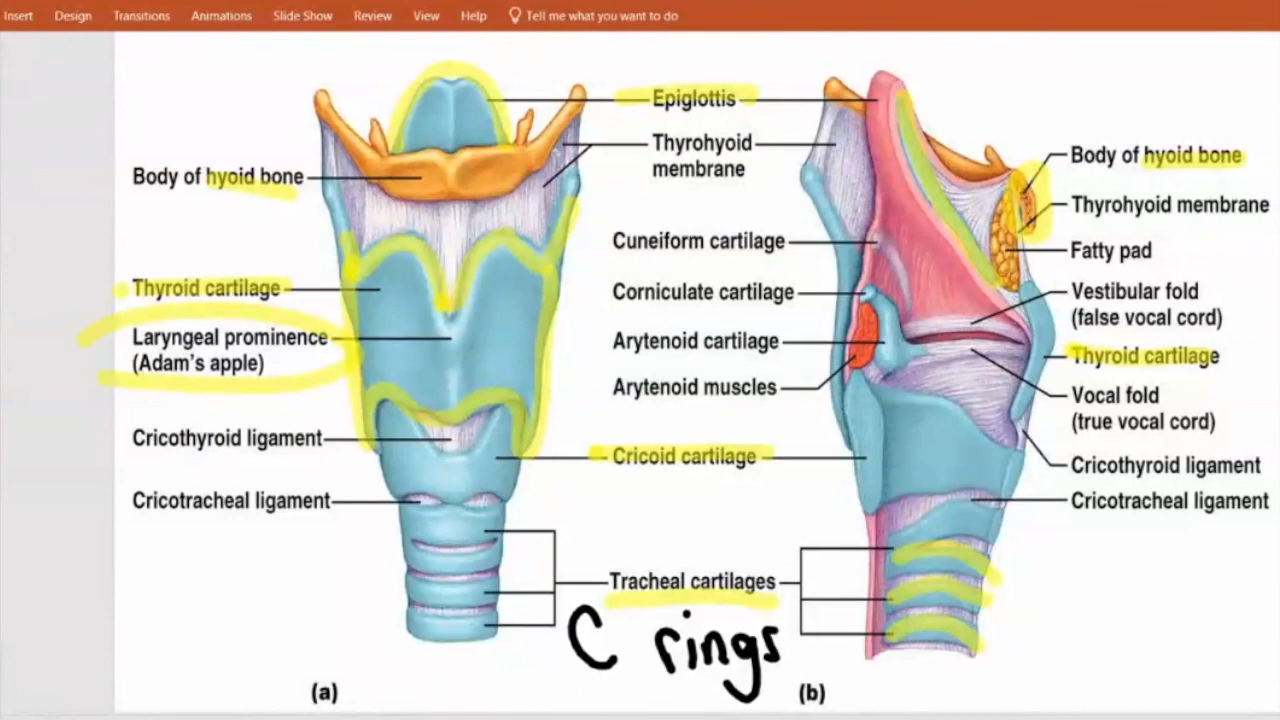 Insert Design Transitions Animations Slide Show Review View Help Tell me what you want to do
Epiglottis
Thyrohyoid
membrane
Body of hyoid bone
Body of hyoid bone
Thyrohyoid membrane
Cuneiform cartilage
Fatty pad
Thyroid cartilage
Corniculate cartilage
Vestibular fold
(false vocal cord)
Laryngeal prominence
(Adam's apple)
Arytenoid cartilage
Thyroid cartilage
Arytenoid muscles
Vocal fold
(true vocal cord)
Cricothyroid ligament
Cricoid cartilage
Cricothyroid ligament
Cricotracheal ligament
Cricotracheal ligament
Tracheal cartilages
C rings
(a)
(b)